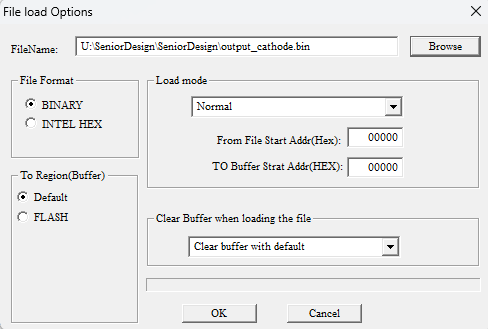 File load Options
FileName: U:\SeniorDesign\SeniorDesign\output_cathode.bin Browse
File Format
BINARY
INTEL HEX
Load mode
Normal
From File Start Addr(Hex): 00000
TO Buffer Strat Addr(HEX): 00000
To Region(Buffer)
Default
FLASH
Clear Buffer when loading the file
Clear buffer with default
OK Cancel